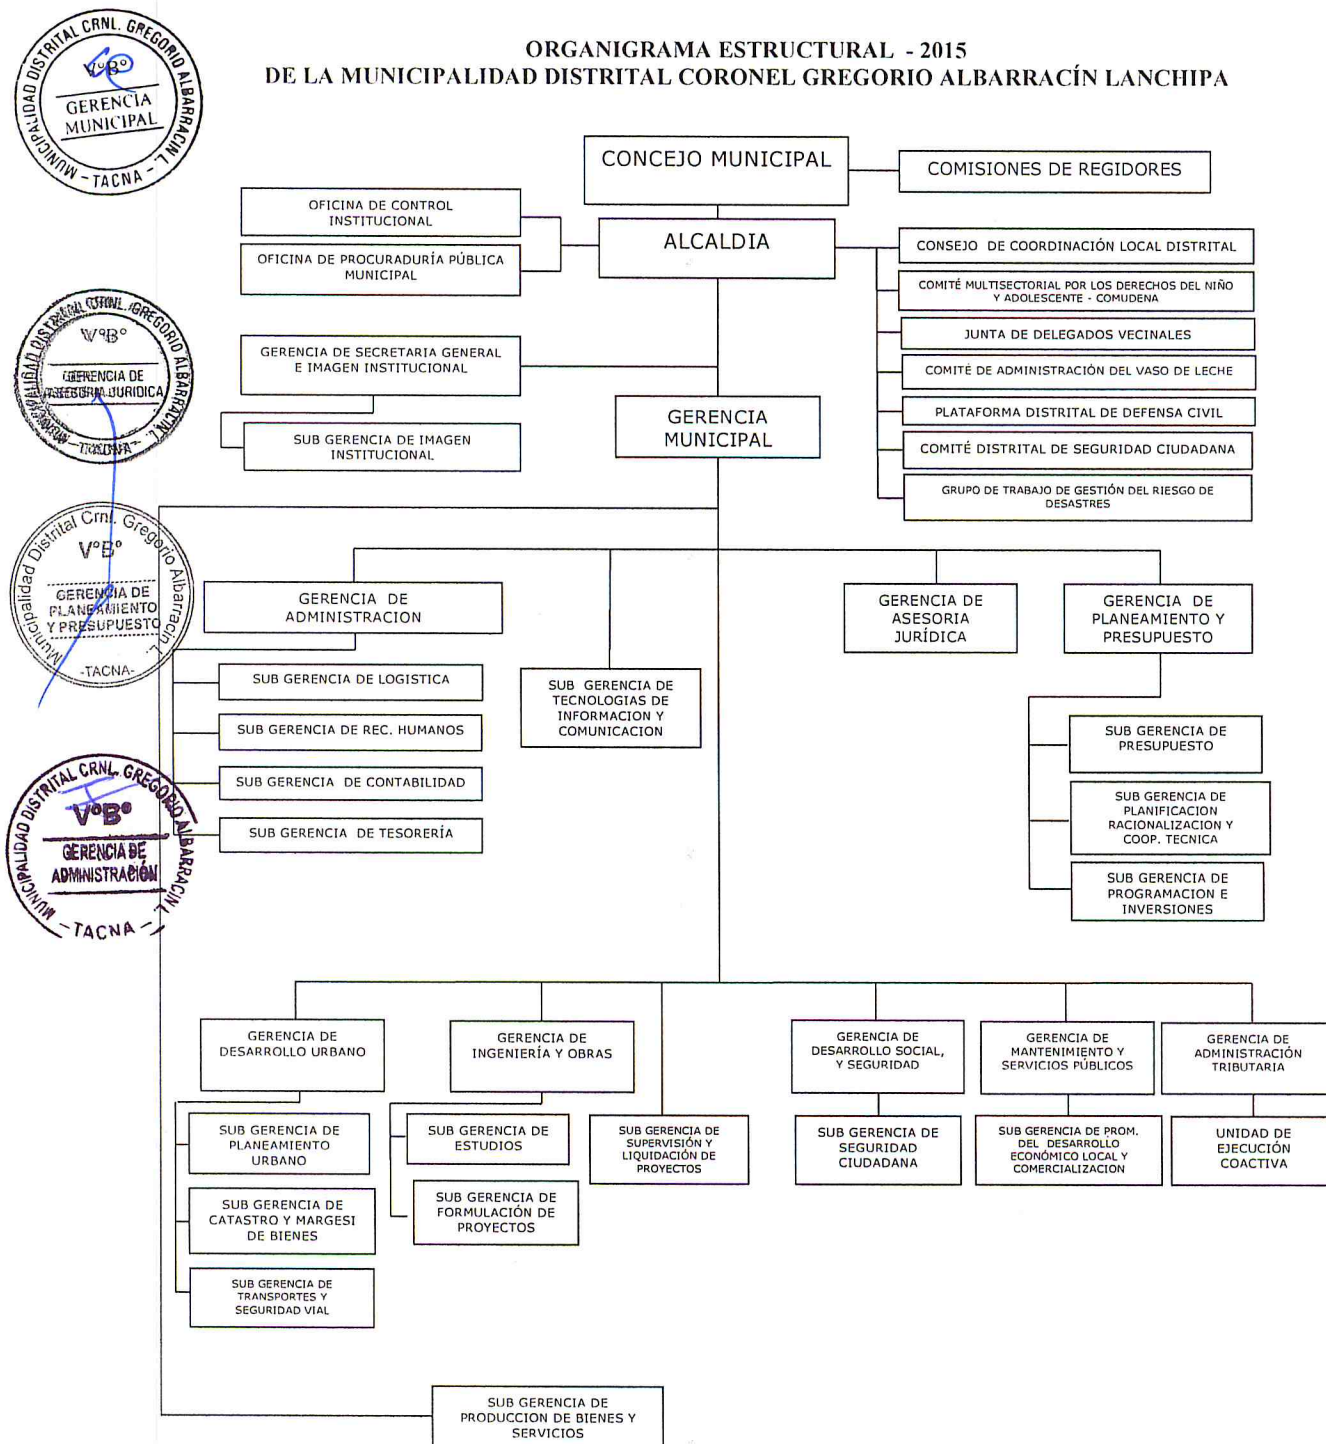 ORGANIGRAMA ESTRUCTURAL - 2015
DE LA MUNICIPALIDAD DISTRITAL CORONEL GREGORIO ALBARRACÍN LANCHIPA
MUNICIPALIDAD DISTRITAL CRNL. GREGORIO ALBARRACIN L.
V°B°
GERENCIA
MUNICIPAL
- TACNA -
CONCEJO MUNICIPAL
COMISIONES DE REGIDORES
OFICINA DE CONTROL
INSTITUCIONAL
ALCALDIA
OFICINA DE PROCURADURÍA PÚBLICA
MUNICIPAL
CONSEJO DE COORDINACIÓN LOCAL DISTRITAL
COMITÉ MULTISECTORIAL POR LOS DERECHOS DEL NIÑO
Y ADOLESCENTE - COMUDENA
JUNTA DE DELEGADOS VECINALES
COMITÉ DE ADMINISTRACIÓN DEL VASO DE LECHE
PLATAFORMA DISTRITAL DE DEFENSA CIVIL
COMITÉ DISTRITAL DE SEGURIDAD CIUDADANA
GRUPO DE TRABAJO DE GESTIÓN DEL RIESGO DE
DESASTRES
GERENCIA DE SECRETARIA GENERAL
E IMAGEN INSTITUCIONAL
SUB GERENCIA DE IMAGEN
INSTITUCIONAL
GERENCIA
MUNICIPAL
MUNICIPALIDAD DISTRITAL CRNL. GREGORIO ALBARRACIN L.
V°B°
GERENCIA DE
ASESORIA JURIDICA
- TACNA -
Municipalidad Distrital Crnl. Gregorio Albarracin L.
V°B°
GERENCIA DE
PLANEAMIENTO
Y PRESUPUESTO
-TACNA-
MUNICIPALIDAD DISTRITAL CRNL. GREGORIO ALBARRACIN L.
V°B°
GERENCIA DE
ADMINISTRACIÓN
- TACNA -
GERENCIA DE
ADMINISTRACION
SUB GERENCIA DE LOGISTICA
SUB GERENCIA DE REC. HUMANOS
SUB GERENCIA DE CONTABILIDAD
SUB GERENCIA DE TESORERÍA
SUB GERENCIA DE
TECNOLOGIAS DE
INFORMACION Y
COMUNICACION
GERENCIA DE
ASESORIA
JURÍDICA
GERENCIA DE
PLANEAMIENTO Y
PRESUPUESTO
SUB GERENCIA DE
PRESUPUESTO
SUB GERENCIA DE
PLANIFICACION
RACIONALIZACION Y
COOP. TECNICA
SUB GERENCIA DE
PROGRAMACION E
INVERSIONES
GERENCIA DE
DESARROLLO URBANO
SUB GERENCIA DE
PLANEAMIENTO
URBANO
SUB GERENCIA DE
CATASTRO Y MARGESI
DE BIENES
SUB GERENCIA DE
TRANSPORTES Y
SEGURIDAD VIAL
GERENCIA DE
INGENIERÍA Y OBRAS
SUB GERENCIA DE
ESTUDIOS
SUB GERENCIA DE
FORMULACIÓN DE
PROYECTOS
SUB GERENCIA DE
SUPERVISIÓN Y
LIQUIDACIÓN DE
PROYECTOS
GERENCIA DE
DESARROLLO SOCIAL,
Y SEGURIDAD
SUB GERENCIA DE
SEGURIDAD
CIUDADANA
GERENCIA DE
MANTENIMIENTO Y
SERVICIOS PÚBLICOS
SUB GERENCIA DE PROM.
DEL DESARROLLO
ECONÓMICO LOCAL Y
COMERCIALIZACION
GERENCIA DE
ADMINISTRACIÓN
TRIBUTARIA
UNIDAD DE
EJECUCIÓN
COACTIVA
SUB GERENCIA DE
PRODUCCION DE BIENES Y
SERVICIOS